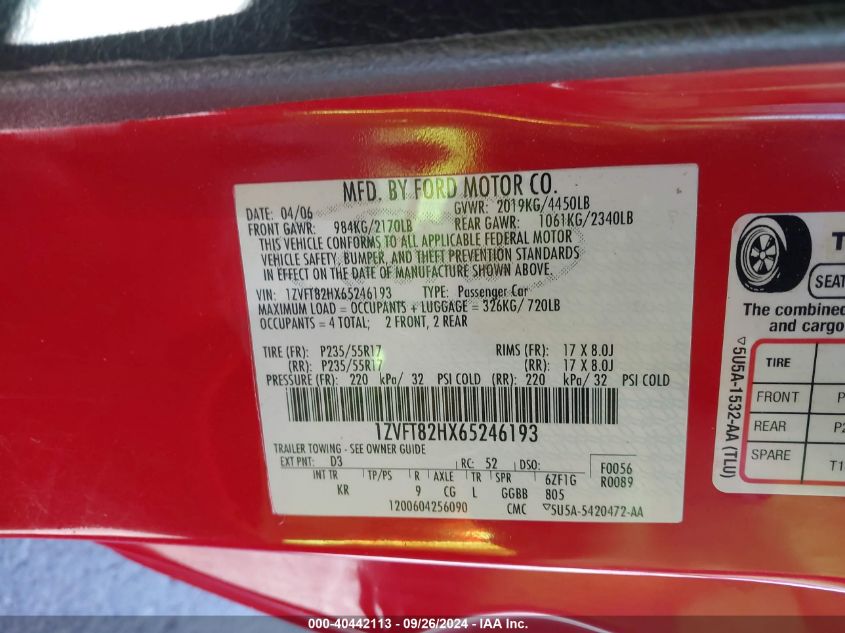 MFD. BY FORD MOTOR CO.
DATE: 04/06 GVWR: 2019KG/4450LB
FRONT GAWR: 984KG/2170LB REAR GAWR: 1061KG/2340LB
THIS VEHICLE CONFORMS TO ALL APPLICABLE FEDERAL MOTOR
VEHICLE SAFETY, BUMPER, AND THEFT PREVENTION STANDARDS
IN EFFECT ON THE DATE OF MANUFACTURE SHOWN ABOVE.
VIN: 1ZVFT82HX65246193 TYPE: Passenger Car
MAXIMUM LOAD = OCCUPANTS + LUGGAGE = 326KG/720LB
OCCUPANTS = 4 TOTAL; 2 FRONT, 2 REAR
TIRE (FR): P235/55R17 RIMS (FR): 17 X 8.0J
(RR): P235/55R17 (RR): 17 X 8.0J
PRESSURE (FR): 220 kPa/ 32 PSI COLD (RR): 220 kPa/ 32 PSI COLD
1ZVFT82HX65246193
TRAILER TOWING - SEE OWNER GUIDE
EXT PNT: D3 RC: 52 DSO: F0056
INT TR TP/PS R AXLE TR SPR 6ZF1G R0089
KR 9 CG L GGBB 805
1200604256090 CMC ▽5U5A-5420472-AA
▽5U5A-1532-AA (TLU)
T
SEAT
The combined
and cargo
TIRE
FRONT P
REAR P2
SPARE T1
000-40442113 - 09/26/2024 - IAA Inc.